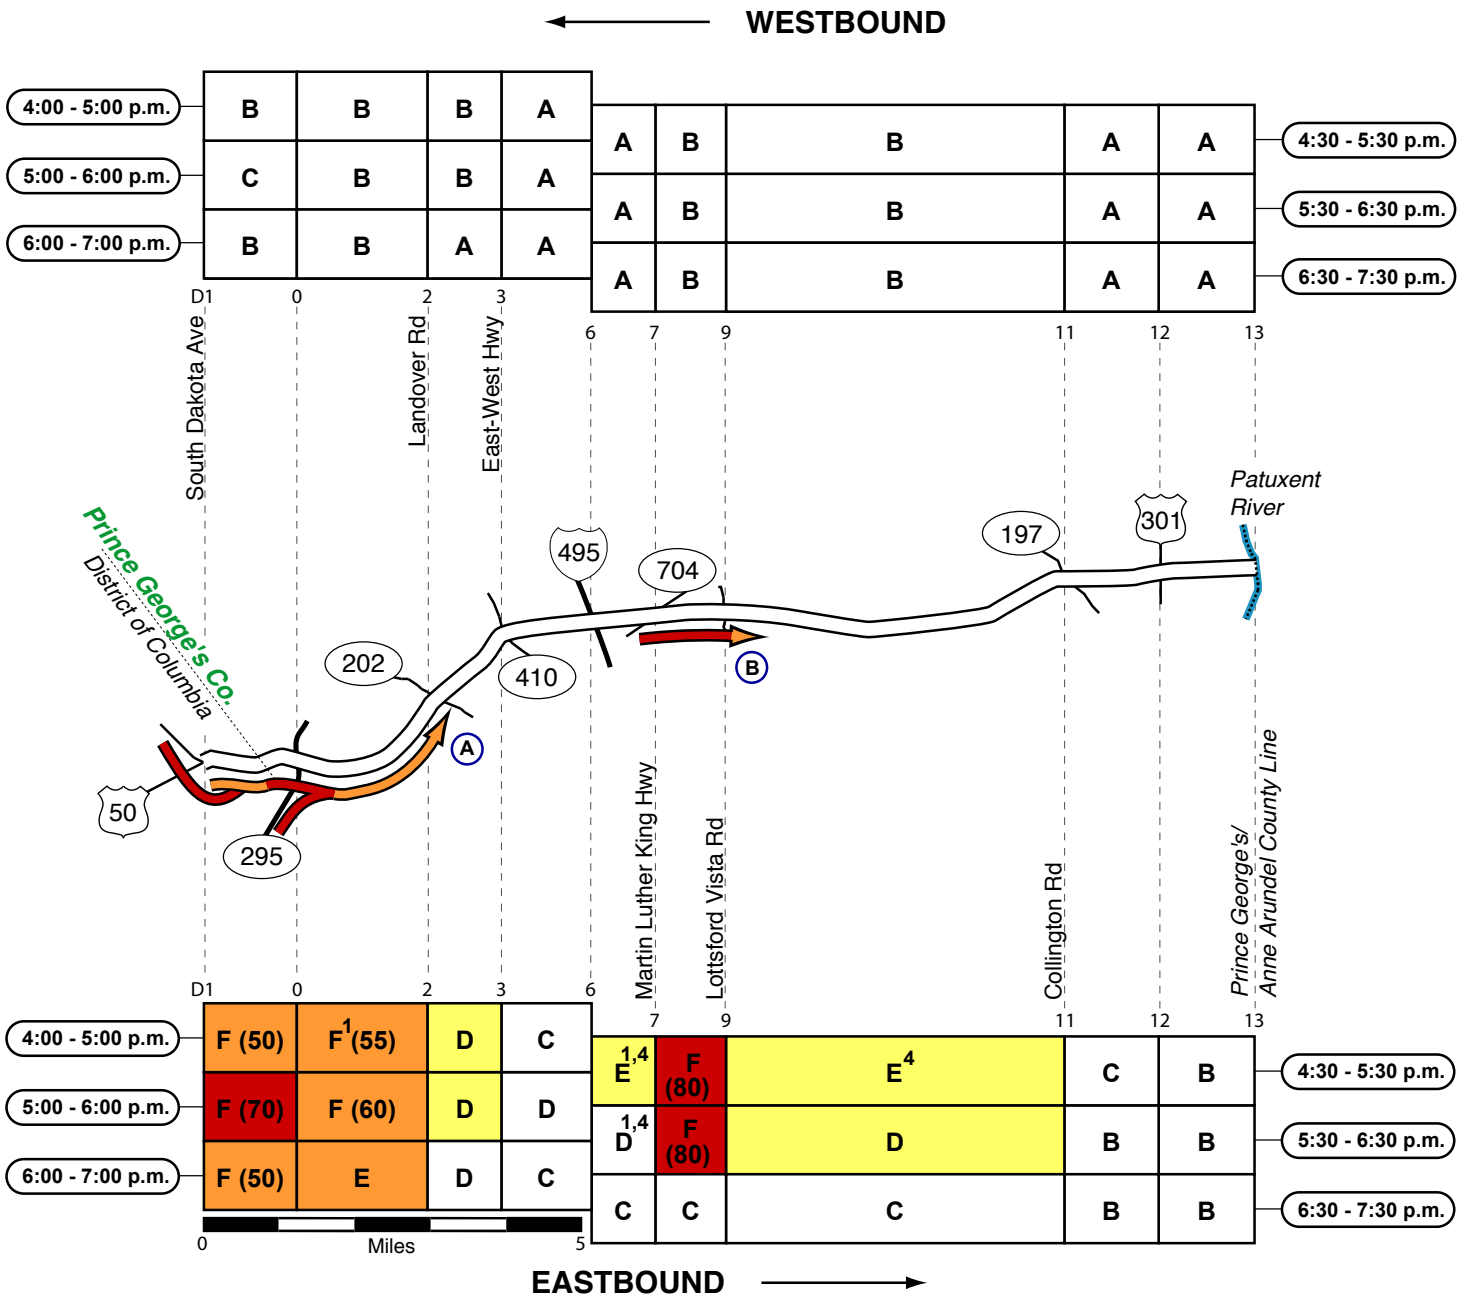 WESTBOUND
4:00 - 5:00 p.m. B B B A
A B B A A 4:30 - 5:30 p.m.
5:00 - 6:00 p.m. C B B A
A B B A A 5:30 - 6:30 p.m.
6:00 - 7:00 p.m. B B A A
A B B A A 6:30 - 7:30 p.m.
D1 0 2 3
6 7 9 11 12 13
South Dakota Ave
Landover Rd
East-West Hwy
Patuxent
River
Prince George's Co.
District of Columbia
495
197
301
704
202
410
B
A
50
295
Martin Luther King Hwy
Lottsford Vista Rd
Collington Rd
Prince George's/
Anne Arundel County Line
D1 0 2 3 6
7 9 11 12 13
4:00 - 5:00 p.m. F (50) F1 (55) D C
E1,4 F (80) E4 C B 4:30 - 5:30 p.m.
5:00 - 6:00 p.m. F (70) F (60) D D
D1,4 F (80) D B B 5:30 - 6:30 p.m.
6:00 - 7:00 p.m. F (50) E D C
C C C B B 6:30 - 7:30 p.m.
0 Miles 5
EASTBOUND